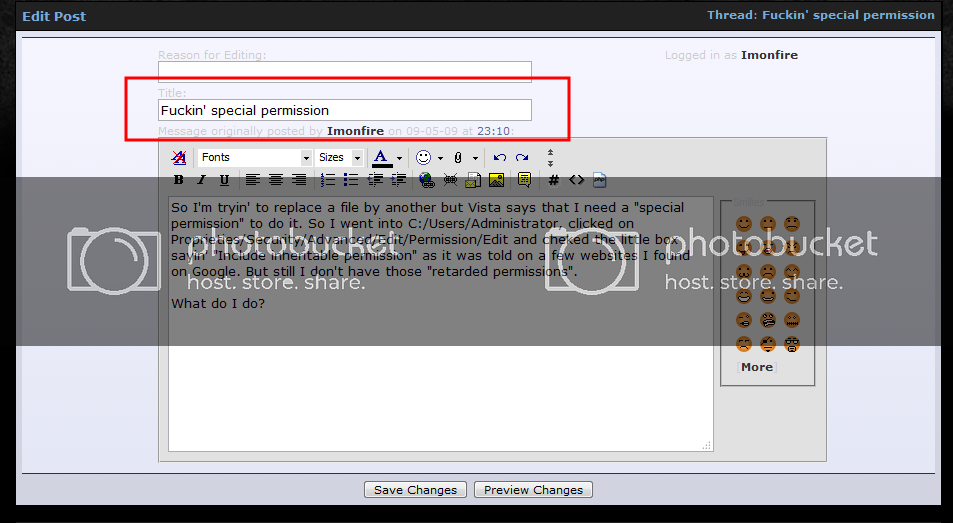 Edit Post
Thread: Fuckin' special permission
Reason for Editing:
Logged in as Imonfire
Title:
Fuckin' special permission
Message originally posted by Imonfire on 09-05-09 at 23:10:
Fonts
Sizes
A
B I U
# <> php
So I'm tryin' to replace a file by another but Vista says that I need a "special
permission" to do it. So I went into C:/Users/Administrator, clicked on
Proprieties/Security/Advanced/Edit/Permission/Edit and cheked the little box
sayin' "Include inheritable permission" as it was told on a few websites I found
on Google. But still I don't have those "retarded permissions".
What do I do?
Smilies
[More]
photobucket
host. store. share.
photobucket
host. store. share.
Save Changes
Preview Changes